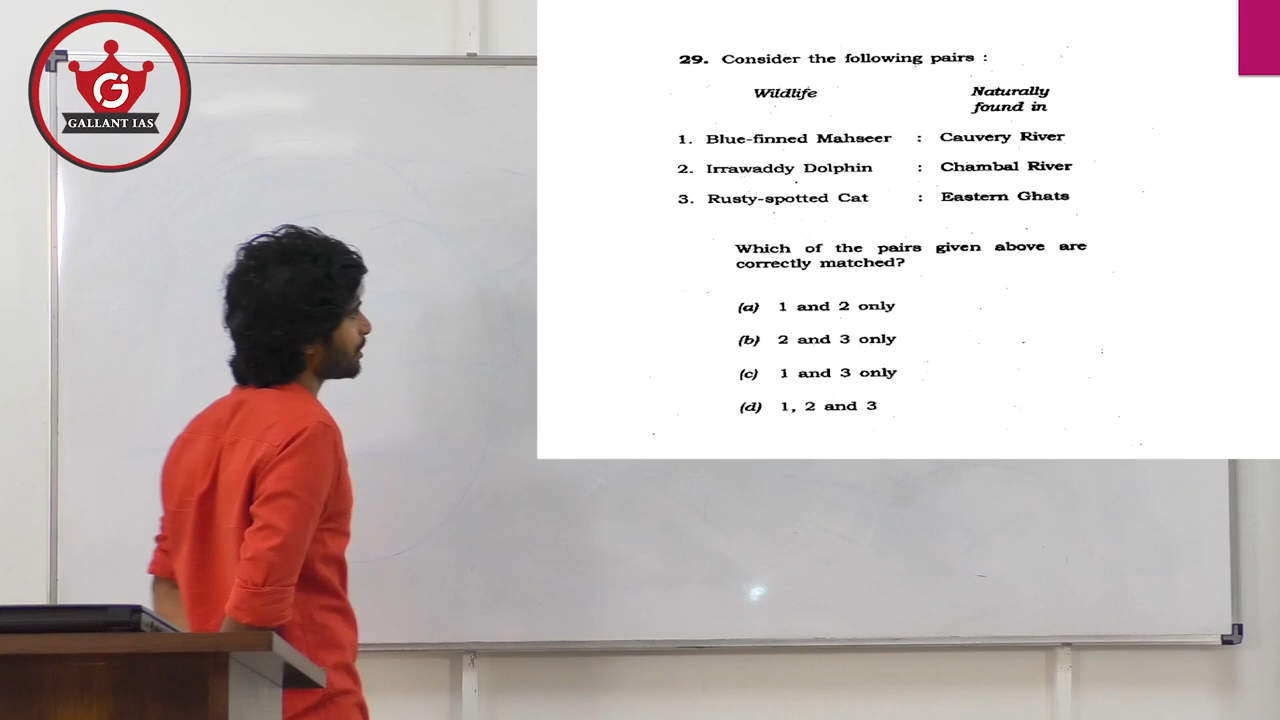 GALLANT IAS
29. Consider the following pairs :
Wildlife Naturally
found in
1. Blue-finned Mahseer : Cauvery River
2. Irrawaddy Dolphin : Chambal River
3. Rusty-spotted Cat : Eastern Ghats
Which of the pairs given above are
correctly matched?
(a) 1 and 2 only
(b) 2 and 3 only
(c) 1 and 3 only
(d) 1, 2 and 3